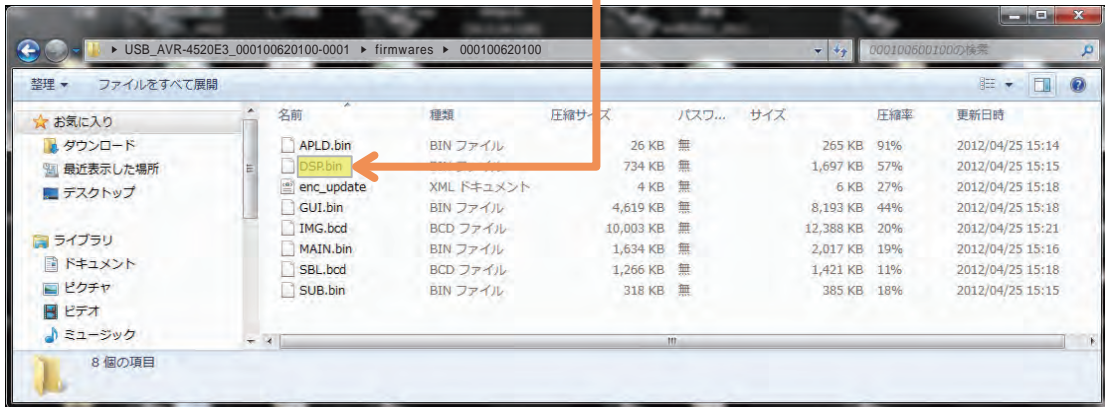 USB_AVR-4520E3_000100620100-0001 ▸ firmwares ▸ 000100620100
000100600100の検索
整理 ファイルをすべて展開
お気に入り
ダウンロード
最近表示した場所
デスクトップ
ライブラリ
ドキュメント
ピクチャ
ビデオ
ミュージック
名前 種類 圧縮サイズ パスワ... サイズ 圧縮率 更新日時
APLD.bin BIN ファイル 26 KB 無 265 KB 91% 2012/04/25 15:14
DSP.bin 734 KB 無 1,697 KB 57% 2012/04/25 15:15
enc_update XML ドキュメント 4 KB 無 6 KB 27% 2012/04/25 15:18
GUI.bin BIN ファイル 4,619 KB 無 8,193 KB 44% 2012/04/25 15:18
IMG.bcd BCD ファイル 10,003 KB 無 12,388 KB 20% 2012/04/25 15:21
MAIN.bin BIN ファイル 1,634 KB 無 2,017 KB 19% 2012/04/25 15:16
SBL.bcd BCD ファイル 1,266 KB 無 1,421 KB 11% 2012/04/25 15:18
SUB.bin BIN ファイル 318 KB 無 385 KB 18% 2012/04/25 15:15
8 個の項目